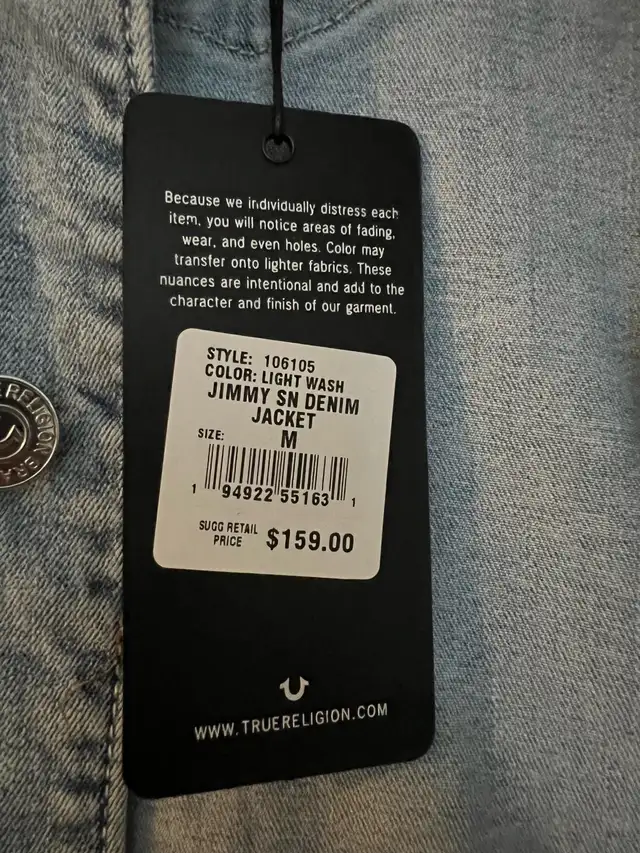 Because we individually distress each
item, you will notice areas of fading,
wear, and even holes. Color may
transfer onto lighter fabrics. These
nuances are intentional and add to the
character and finish of our garment.
STYLE: 106105
COLOR: LIGHT WASH
JIMMY SN DENIM
JACKET
SIZE: M
1 94922 55163 1
SUGG RETAIL
PRICE $159.00
WWW.TRUERELIGION.COM
ERELIGION BRA